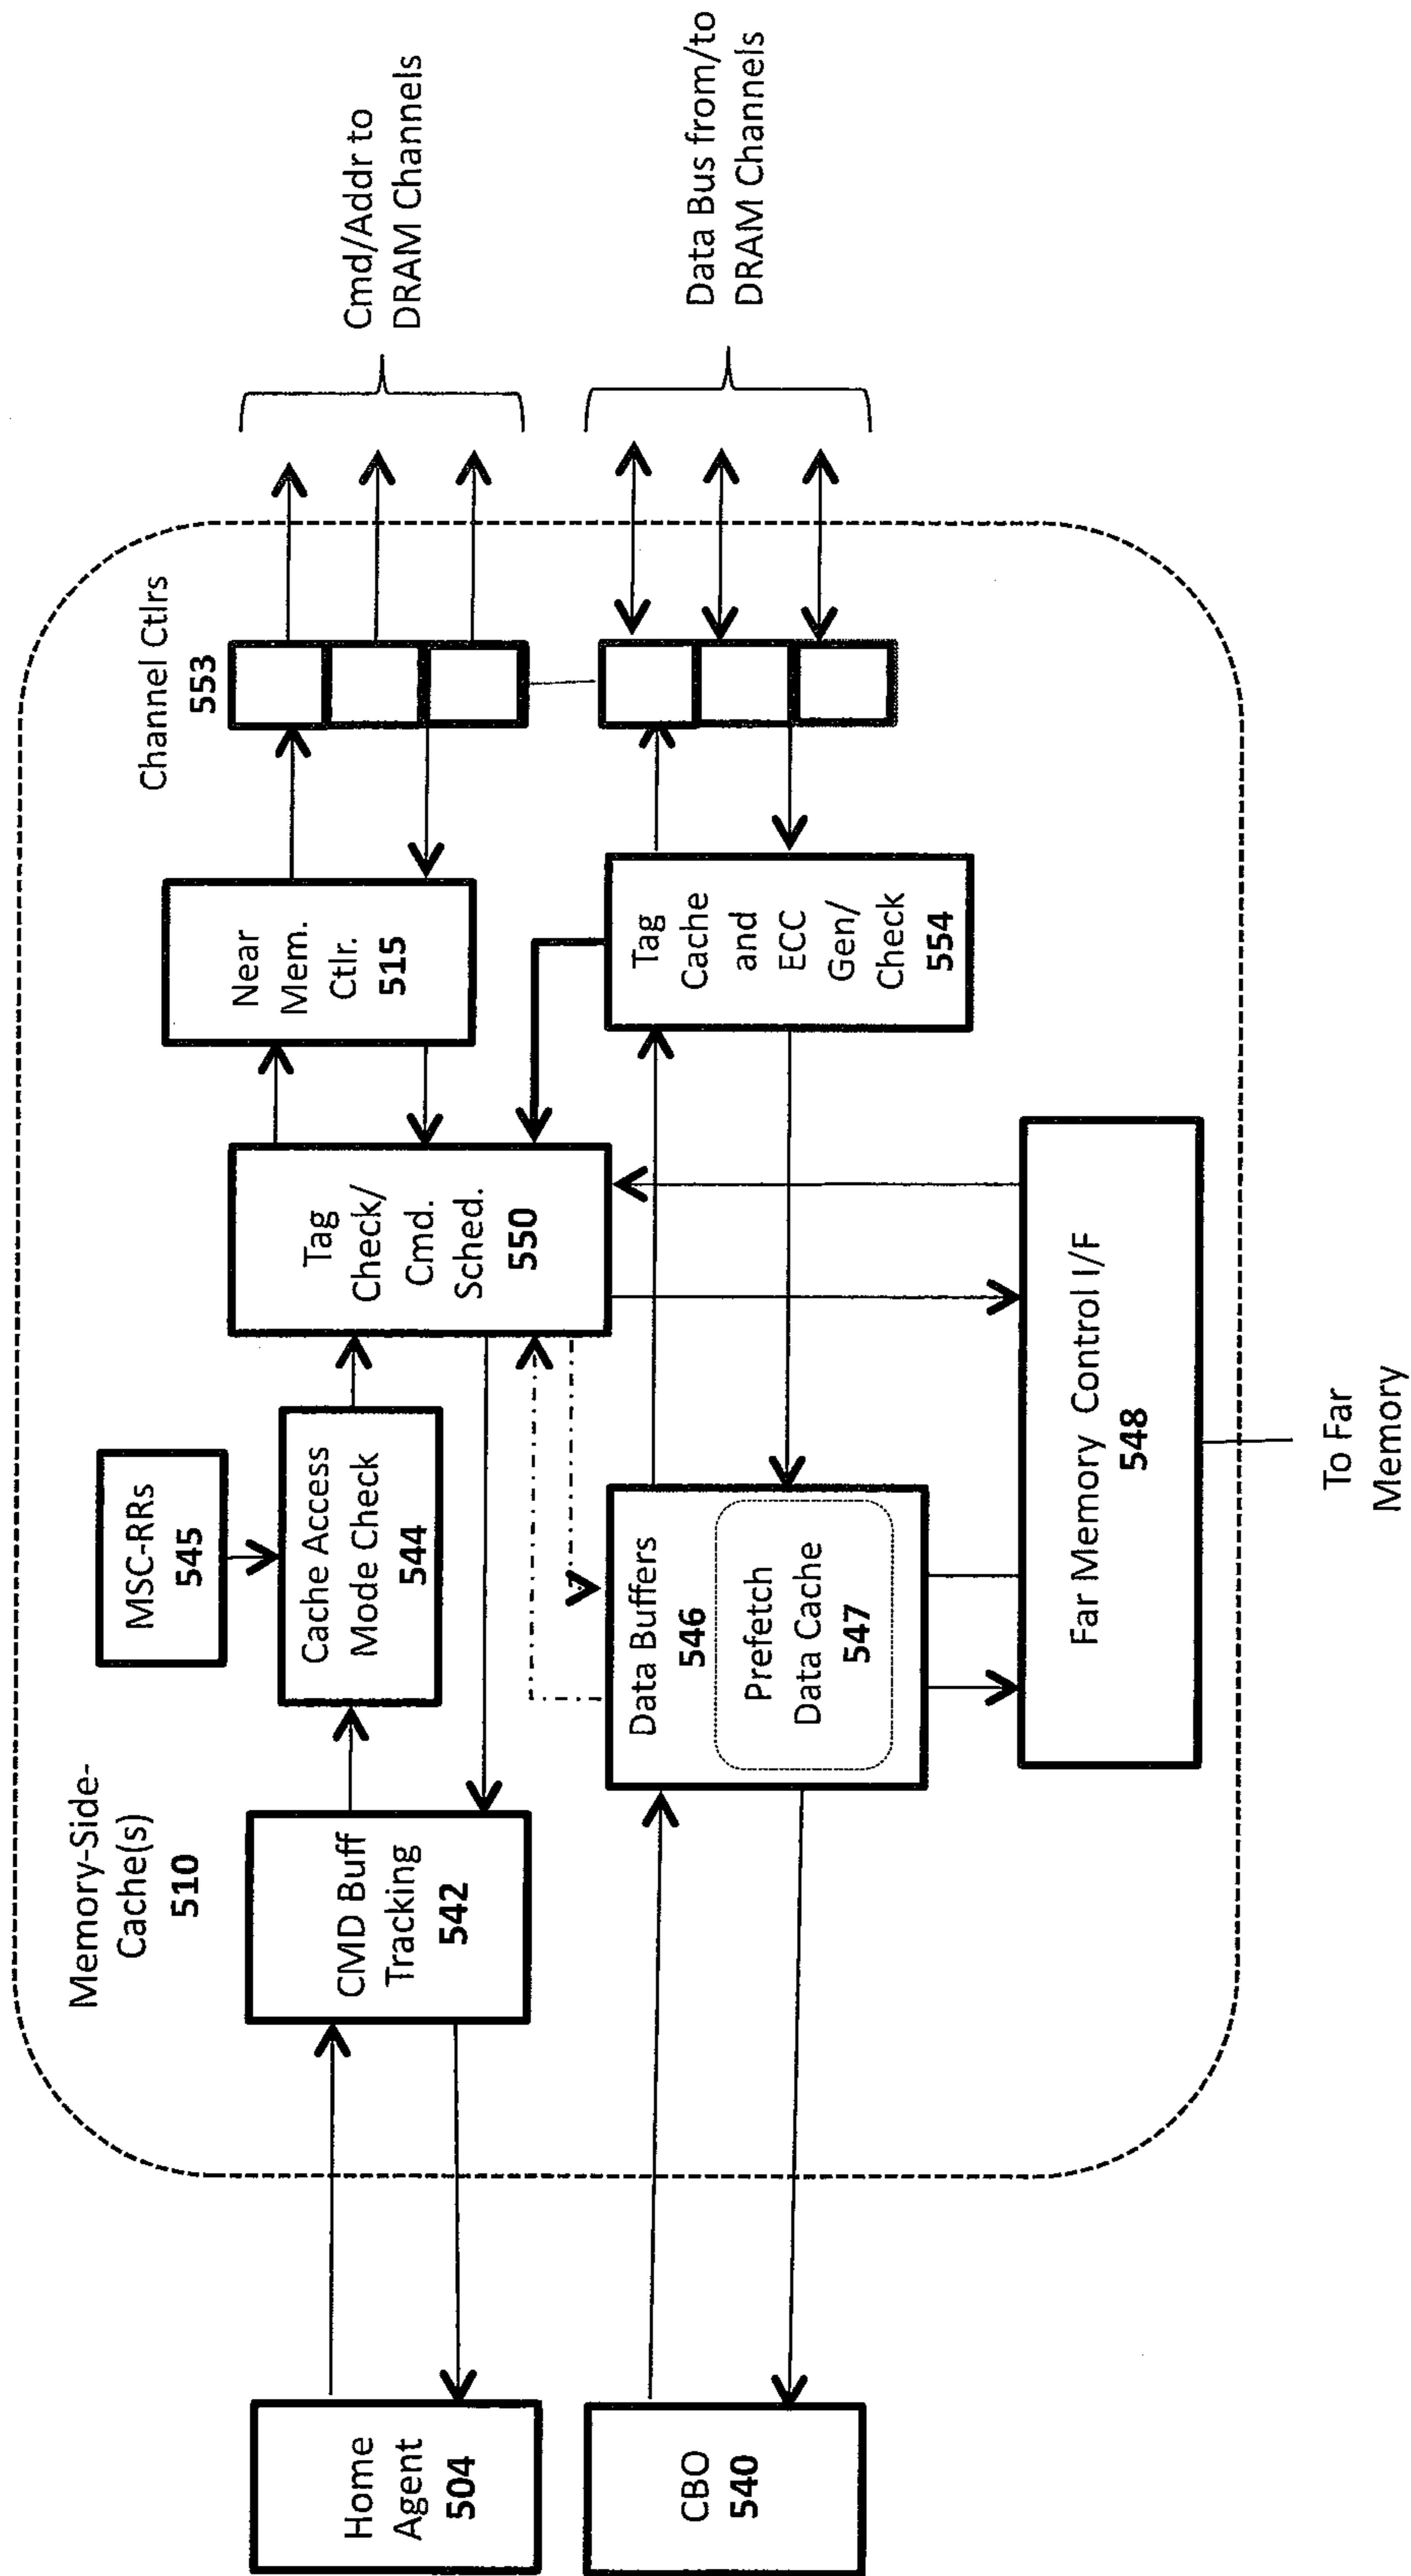 Memory-Side-
Cache(s)
510
MSC-RRs
545
Channel Ctlrs
553
Home
Agent
504
CMD Buff
Tracking
542
Cache Access
Mode Check
544
Tag
Check/
Cmd.
Sched.
550
Near
Mem.
Ctlr.
515
Cmd/Addr to
DRAM Channels
CBO
540
Data Buffers
546
Prefetch
Data Cache
547
Tag
Cache
and
ECC
Gen/
Check
554
Data Bus from/to
DRAM Channels
Far Memory Control I/F
548
To Far
Memory